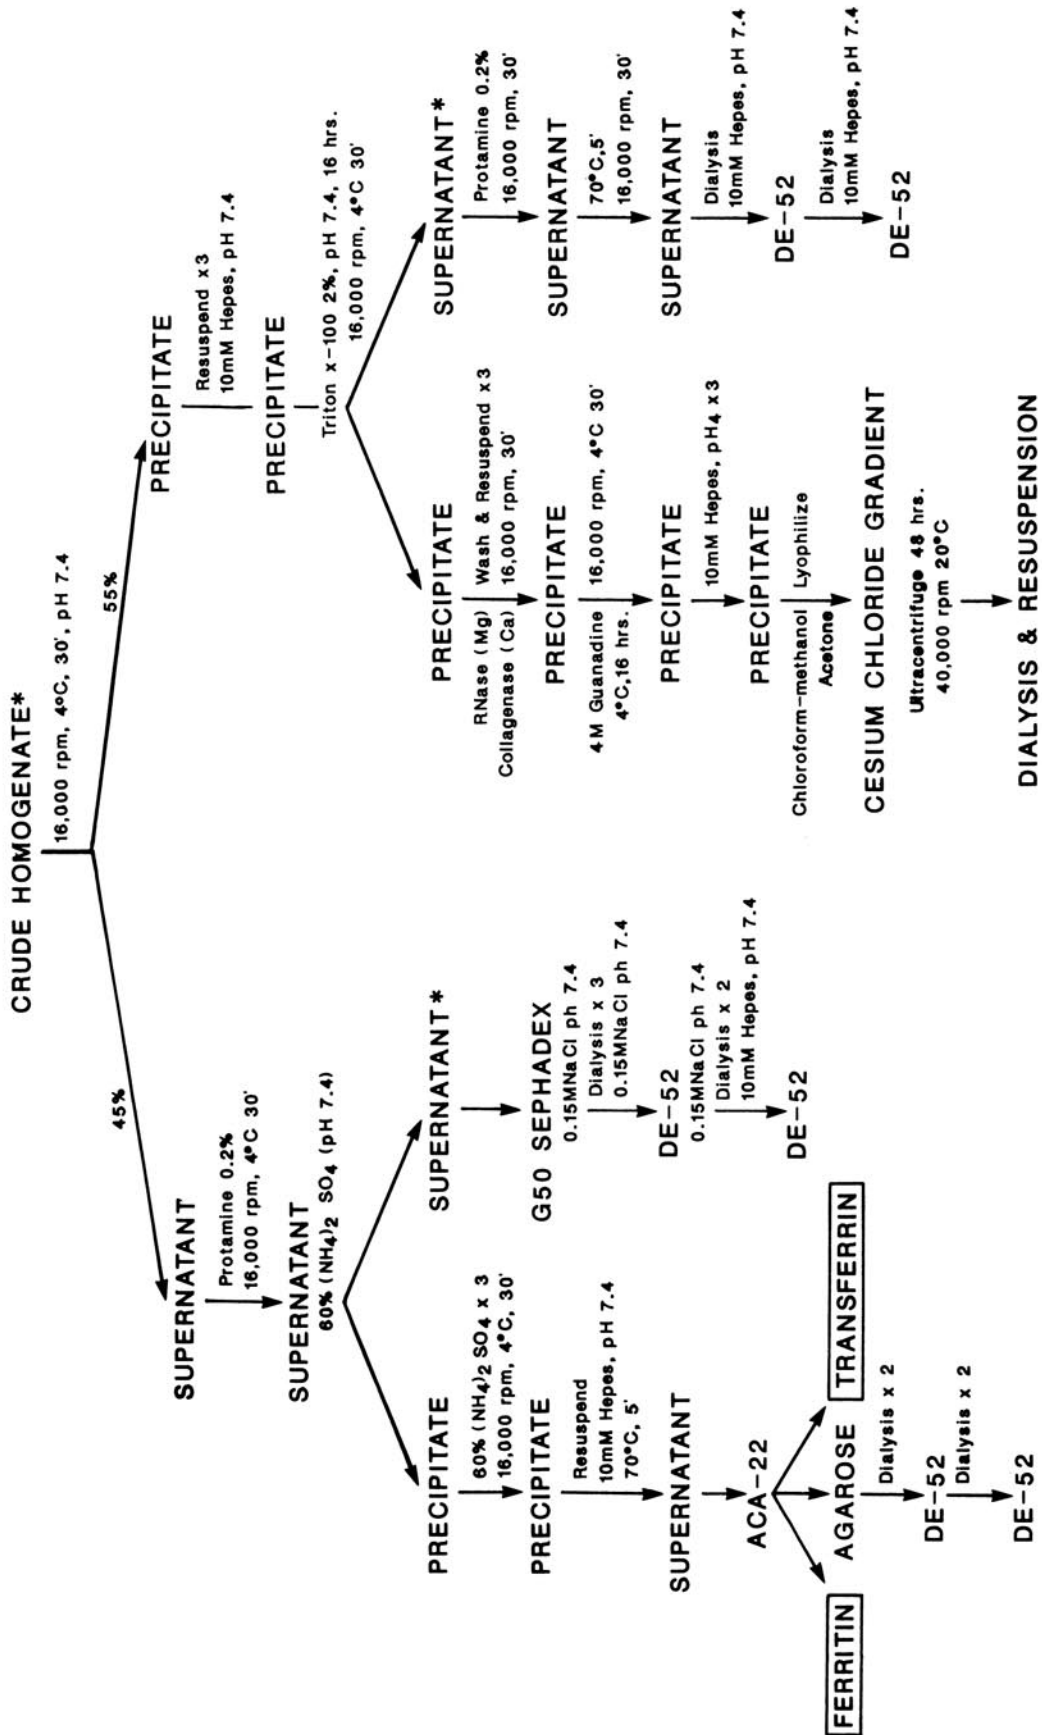 CRUDE HOMOGENATE*
16,000 rpm, 4°C, 30', pH 7.4
45%
55%
SUPERNATANT
Protamine 0.2%
16,000 rpm, 4°C 30'
SUPERNATANT
60% (NH4)2 SO4 (pH 7.4)
PRECIPITATE
60% (NH4)2 SO4 x 3
16,000 rpm, 4°C, 30'
PRECIPITATE
Resuspend
10mM Hepes, pH 7.4
70°C, 5'
SUPERNATANT
ACA-22
FERRITIN
AGAROSE
TRANSFERRIN
Dialysis x 2
DE-52
Dialysis x 2
DE-52
SUPERNATANT*
G50 SEPHADEX
0.15MNaCl ph 7.4
Dialysis x 3
0.15MNaCl ph 7.4
DE-52
0.15MNaCl ph 7.4
Dialysis x 2
10mM Hepes, pH 7.4
DE-52
PRECIPITATE
Resuspend x3
10mM Hepes, pH 7.4
PRECIPITATE
Triton x-100 2%, pH 7.4, 16 hrs.
16,000 rpm, 4°C 30'
PRECIPITATE
RNase (Mg) Wash & Resuspend x3
Collagenase (Ca) 16,000 rpm, 30'
PRECIPITATE
4M Guanadine 16,000 rpm, 4°C 30'
4°C,16 hrs.
PRECIPITATE
10mM Hepes, pH4 x3
PRECIPITATE
Chloroform-methanol Lyophilize
Acetone
CESIUM CHLORIDE GRADIENT
Ultracentrifuge 48 hrs.
40,000 rpm 20°C
DIALYSIS & RESUSPENSION
SUPERNATANT*
Protamine 0.2%
16,000 rpm, 30'
SUPERNATANT
70°C,5'
16,000 rpm, 30'
SUPERNATANT
Dialysis
10mM Hepes, pH 7.4
DE-52
Dialysis
10mM Hepes, pH 7.4
DE-52